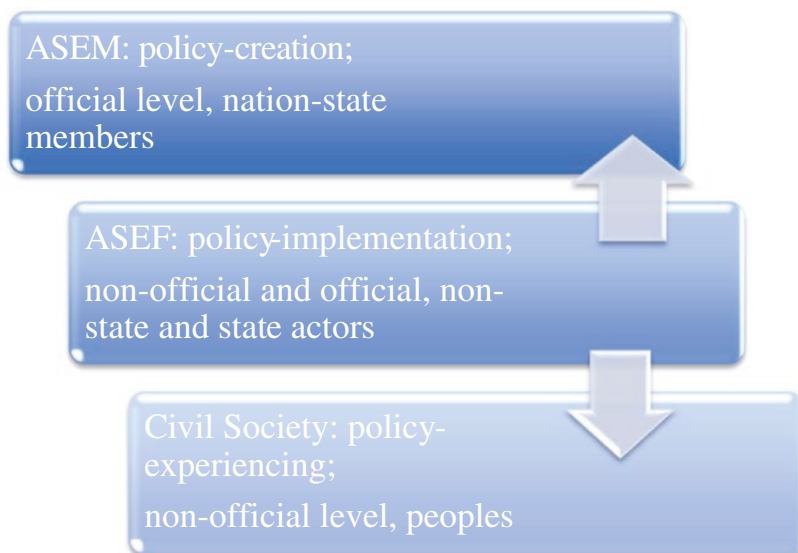 ASEM: policy-creation;
official level, nation-state
members
ASEF: policy-implementation;
non-official and official, non-
state and state actors
Civil Society: policy-
experiencing;
non-official level, peoples